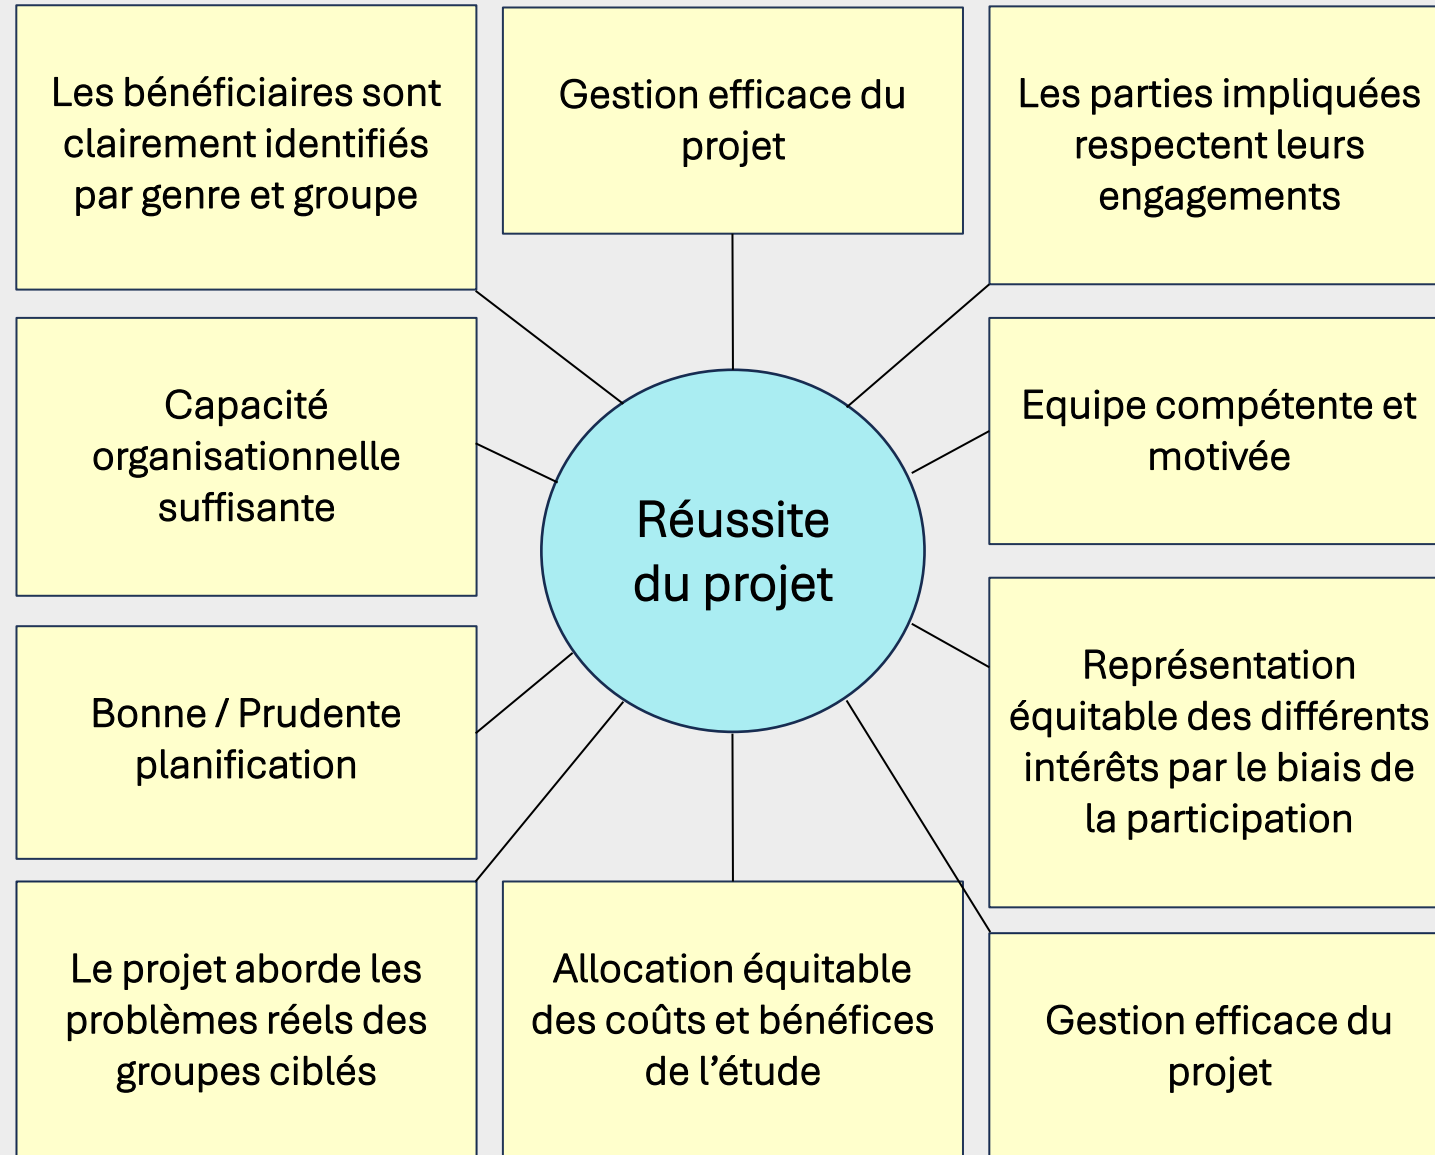 Les bénéficiaires sont
clairement identifiés
par genre et groupe
Gestion efficace du
projet
Les parties impliquées
respectent leurs
engagements
Capacité
organisationnelle
suffisante
Réussite
du projet
Equipe compétente et
motivée
Bonne / Prudente
planification
Représentation
équitable des différents
intérêts par le biais de
la participation
Le projet aborde les
problèmes réels des
groupes ciblés
Allocation équitable
des coûts et bénéfices
de l’étude
Gestion efficace du
projet